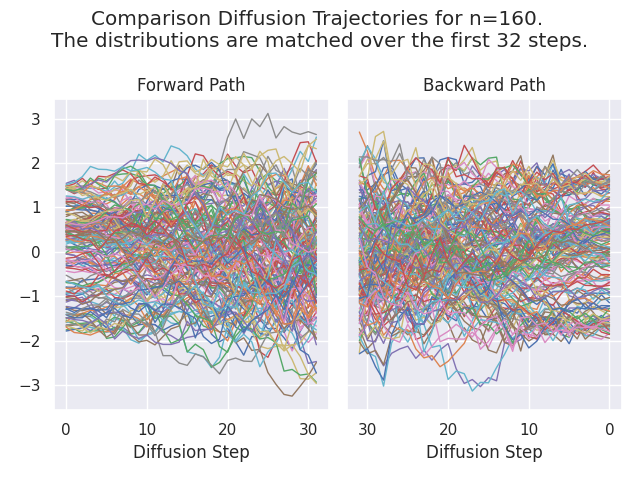 Comparison Diffusion Trajectories for n=160.
The distributions are matched over the first 32 steps.
Forward Path
Backward Path
3
2
1
0
−1
−2
−3
0 10 20 30
30 20 10 0
Diffusion Step
Diffusion Step